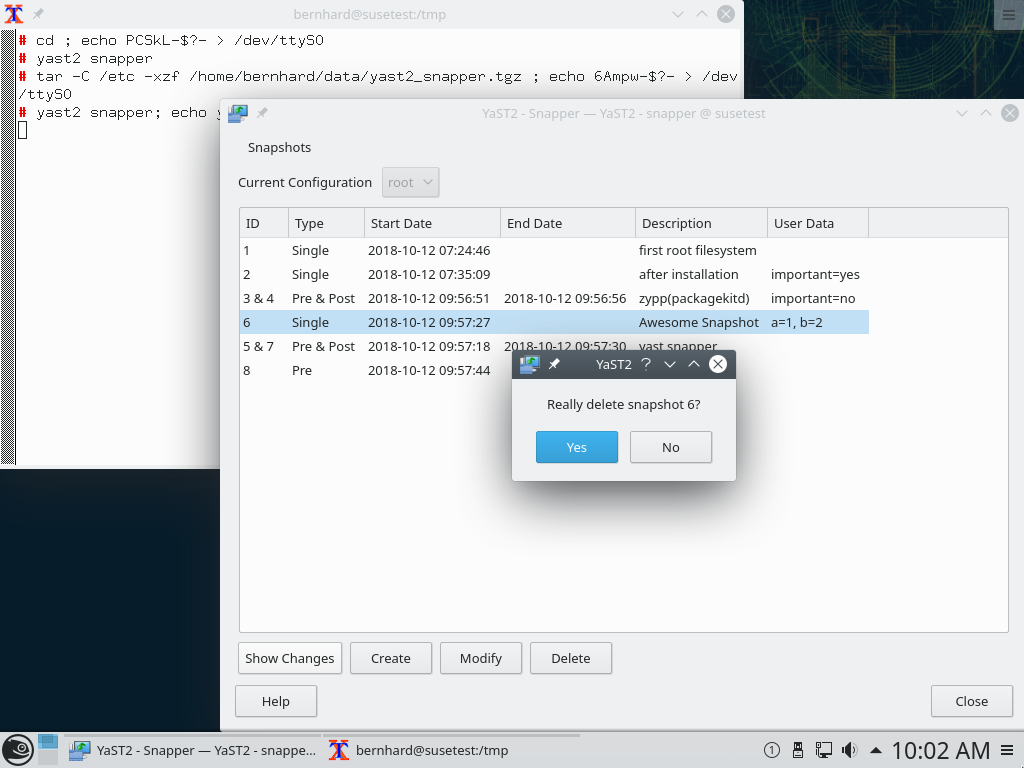 bernhard@susetest:/tmp
# cd ; echo PCSkL-$?- > /dev/ttyS0
# yast2 snapper
# tar -C /etc -xzf /home/bernhard/data/yast2_snapper.tgz ; echo 6Ampw-$?- > /dev
/ttyS0
# yast2 snapper; echo
YaST2 - Snapper — YaST2 - snapper @ susetest
Snapshots
Current Configuration root
ID Type Start Date End Date Description User Data
1 Single 2018-10-12 07:24:46 first root filesystem
2 Single 2018-10-12 07:35:09 after installation important=yes
3 & 4 Pre & Post 2018-10-12 09:56:51 2018-10-12 09:56:56 zypp(packagekitd) important=no
6 Single 2018-10-12 09:57:27 Awesome Snapshot a=1, b=2
5 & 7 Pre & Post 2018-10-12 09:57:18 2018-10-12 09:57:30 yast snapper
8 Pre 2018-10-12 09:57:44
YaST2 ?
Really delete snapshot 6?
Yes No
Show Changes Create Modify Delete
Help Close
YaST2 - Snapper — YaST2 - snappe... bernhard@susetest:/tmp 1 10:02 AM